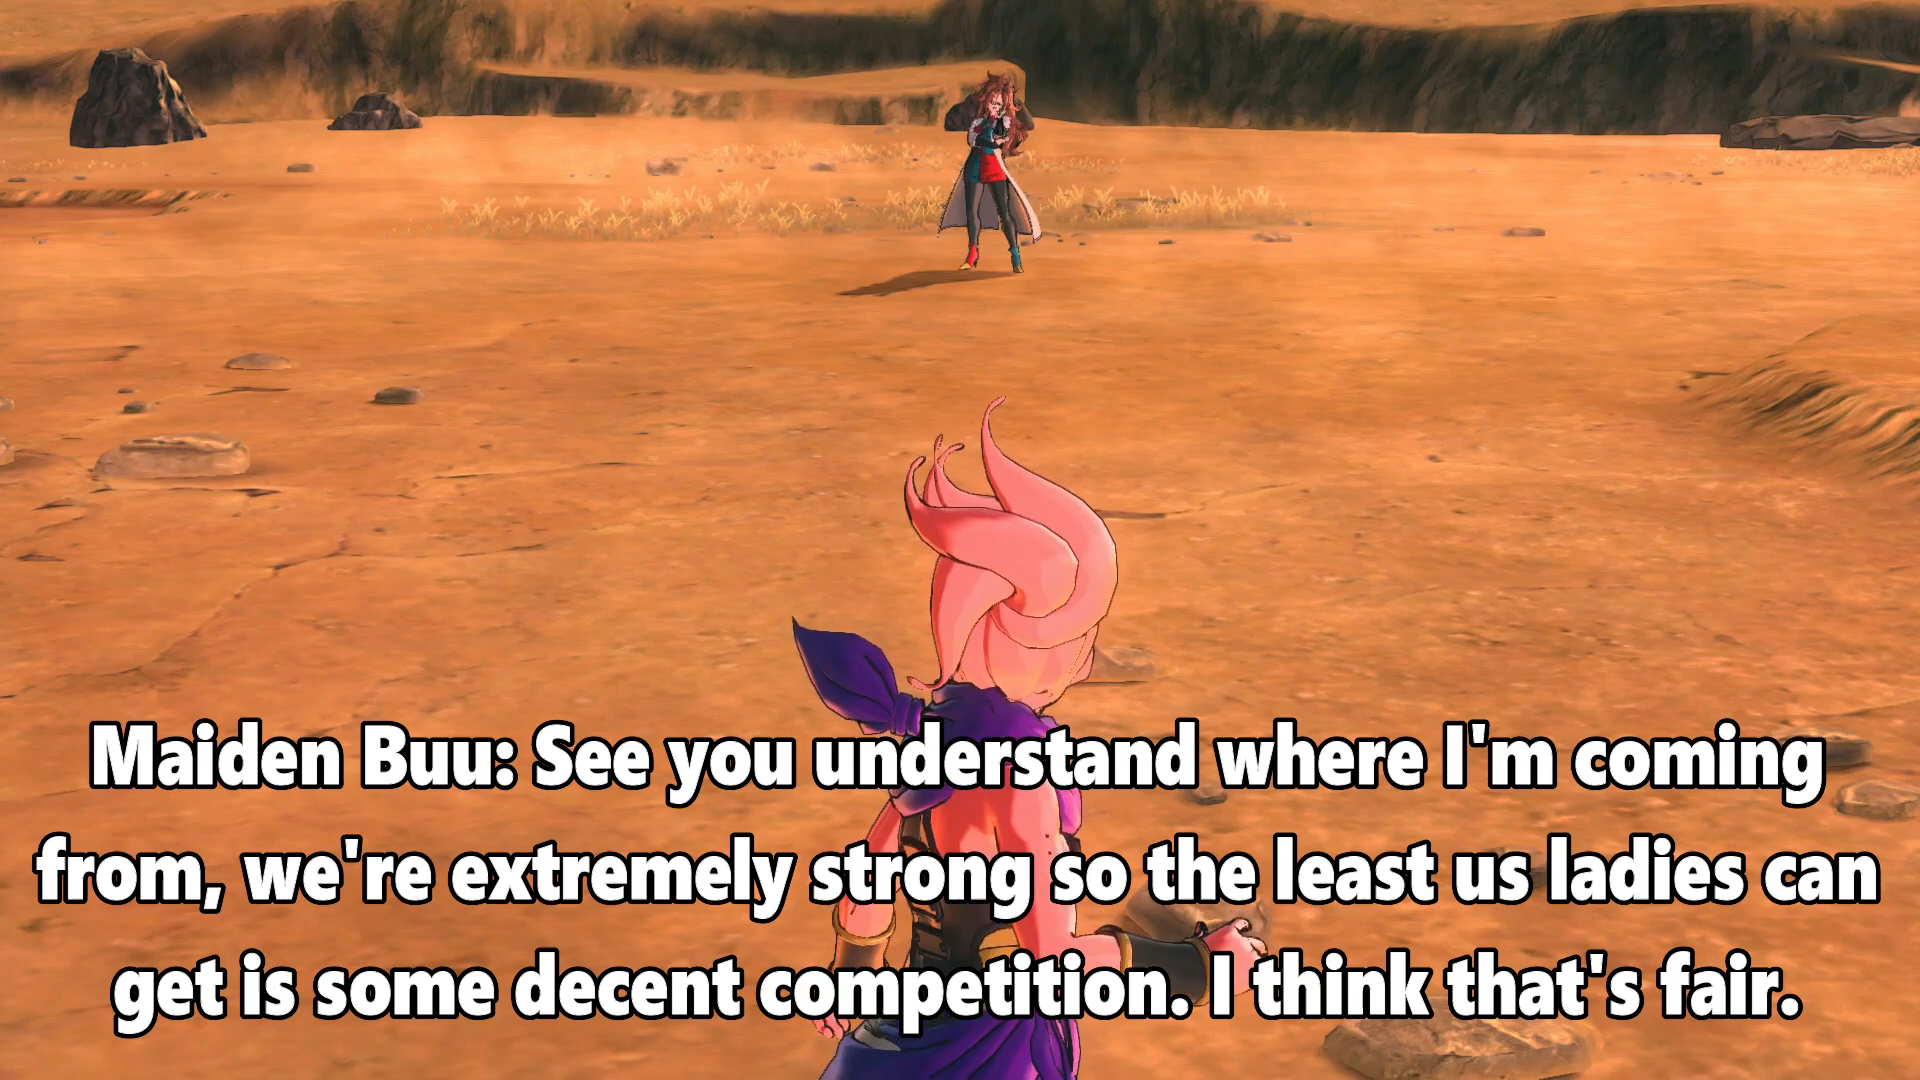 Maiden Buu: See you understand where I'm coming
from, we're extremely strong so the least us ladies can
get is some decent competition. I think that's fair.